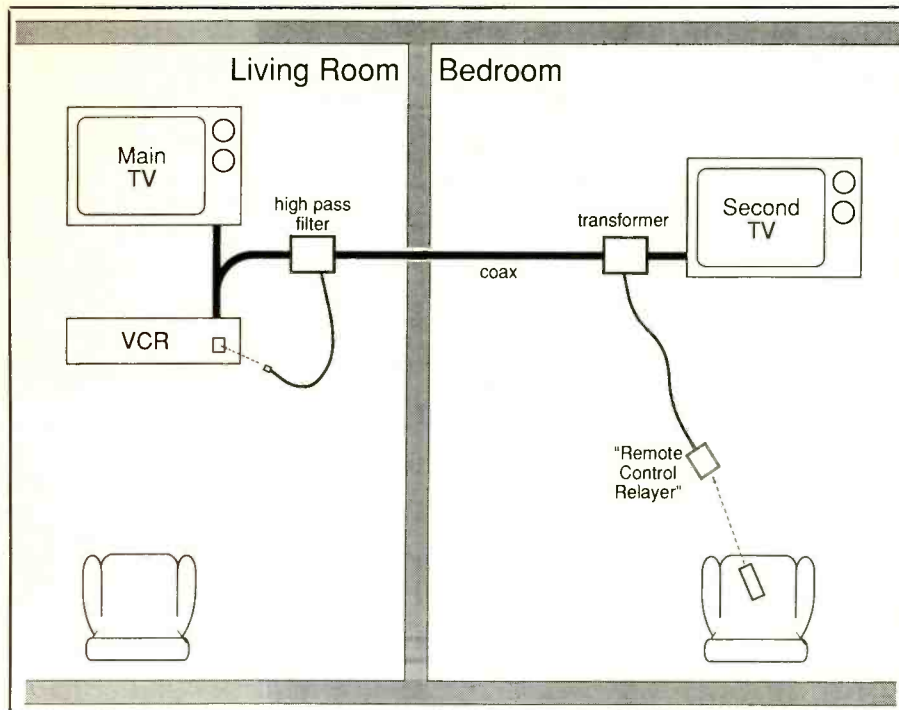 Living Room
Bedroom
Main
TV
high pass
filter
transformer
Second
TV
coax
VCR
"Remote
Control
Relayer"